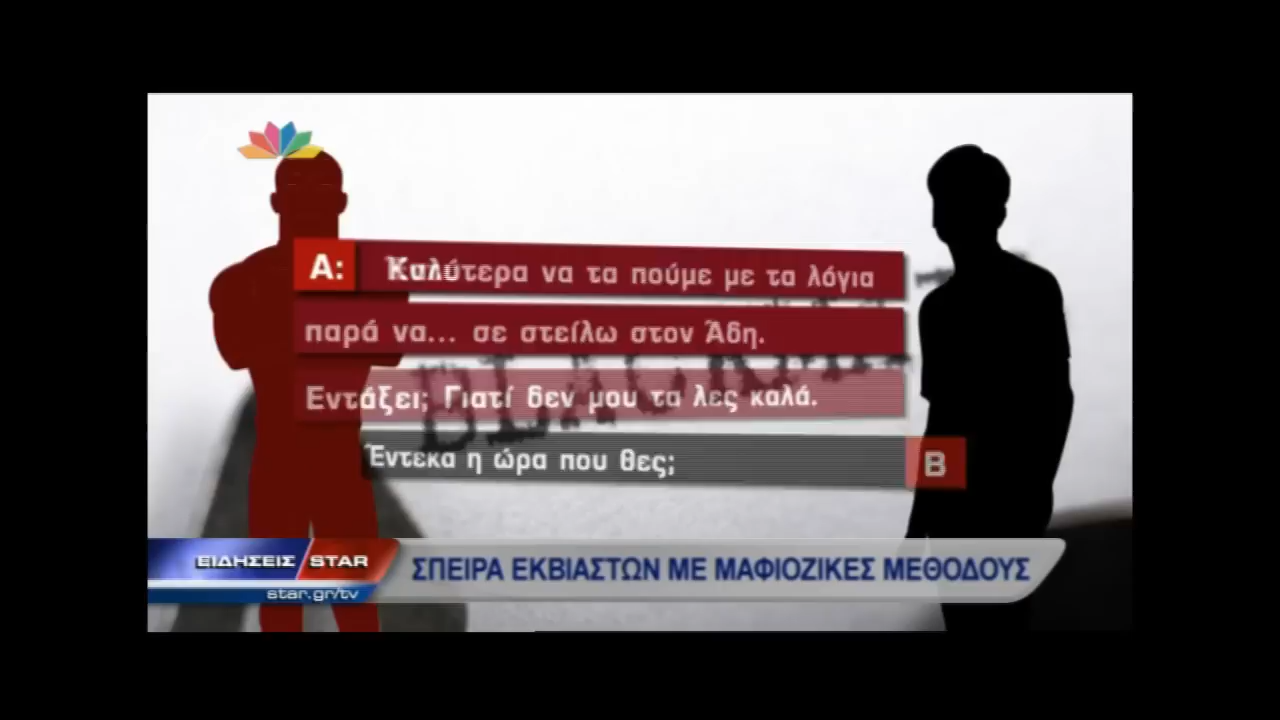 Α: Καλύτερα να τα πούμε με τα λόγια
παρά να... σε στείλω στον Άδη.
Εντάξει; Γιατί δεν μου τα λες καλά.
Έντεκα η ώρα που θες; Β
ΕΙΔΗΣΕΙΣ STAR
star.gr/tv
ΣΠΕΙΡΑ ΕΚΒΙΑΣΤΩΝ ΜΕ ΜΑΦΙΟΖΙΚΕΣ ΜΕΘΟΔΟΥΣ